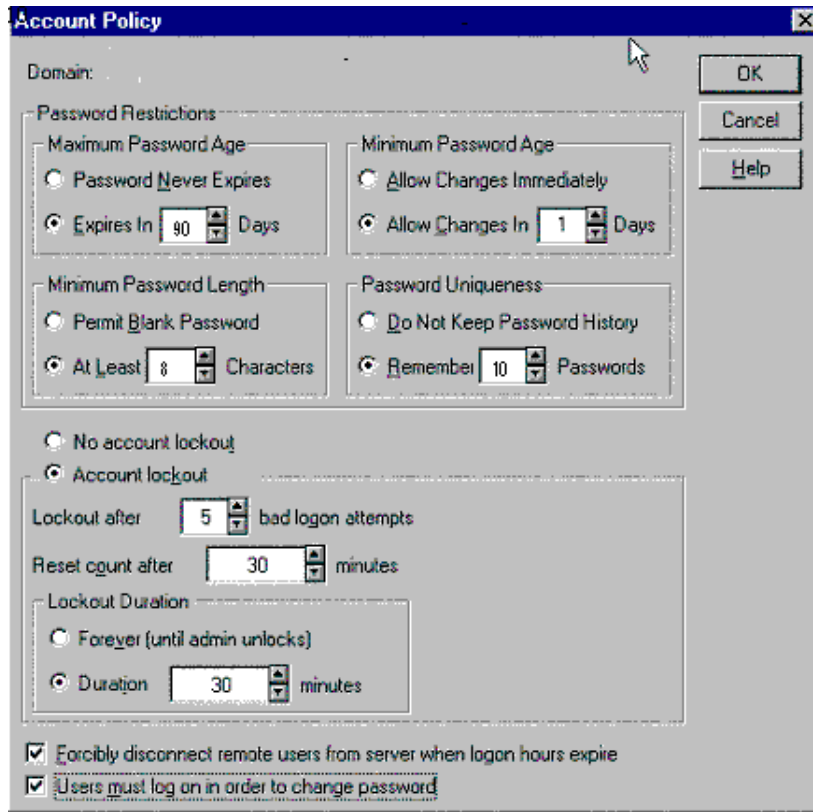 Account Policy
Domain:
OK
Cancel
Help
Password Restrictions
Maximum Password Age
Password Never Expires
Expires In 90 Days
Minimum Password Age
Allow Changes Immediately
Allow Changes In 1 Days
Minimum Password Length
Permit Blank Password
At Least 8 Characters
Password Uniqueness
Do Not Keep Password History
Remember 10 Passwords
No account lockout
Account lockout
Lockout after 5 bad logon attempts
Reset count after 30 minutes
Lockout Duration
Forever (until admin unlocks)
Duration 30 minutes
Forcibly disconnect remote users from server when logon hours expire
Users must log on in order to change password